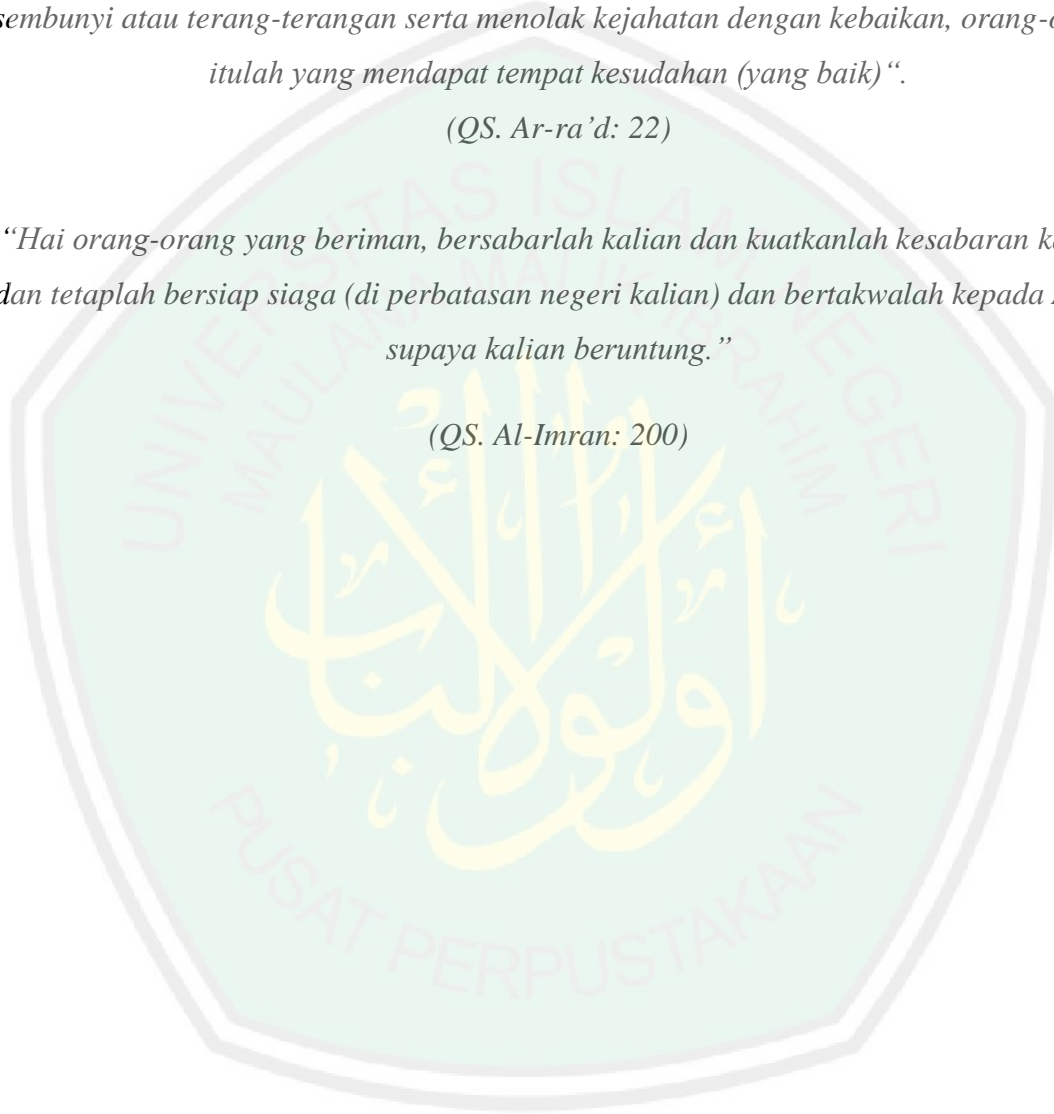 sembunyi atau terang-terangan serta menolak kejahatan dengan kebaikan, orang-o
itulah yang mendapat tempat kesudahan (yang baik)“.
(QS. Ar-ra’d: 22)
“Hai orang-orang yang beriman, bersabarlah kalian dan kuatkanlah kesabaran ka
dan tetaplah bersiap siaga (di perbatasan negeri kalian) dan bertakwalah kepada
supaya kalian beruntung.”
(QS. Al-Imran: 200)
UNIVERSITAS ISLAM NEGERI
MAULANA MALIK IBRAHIM
أولوا الألباب
PUSAT PERPUSTAKAAN